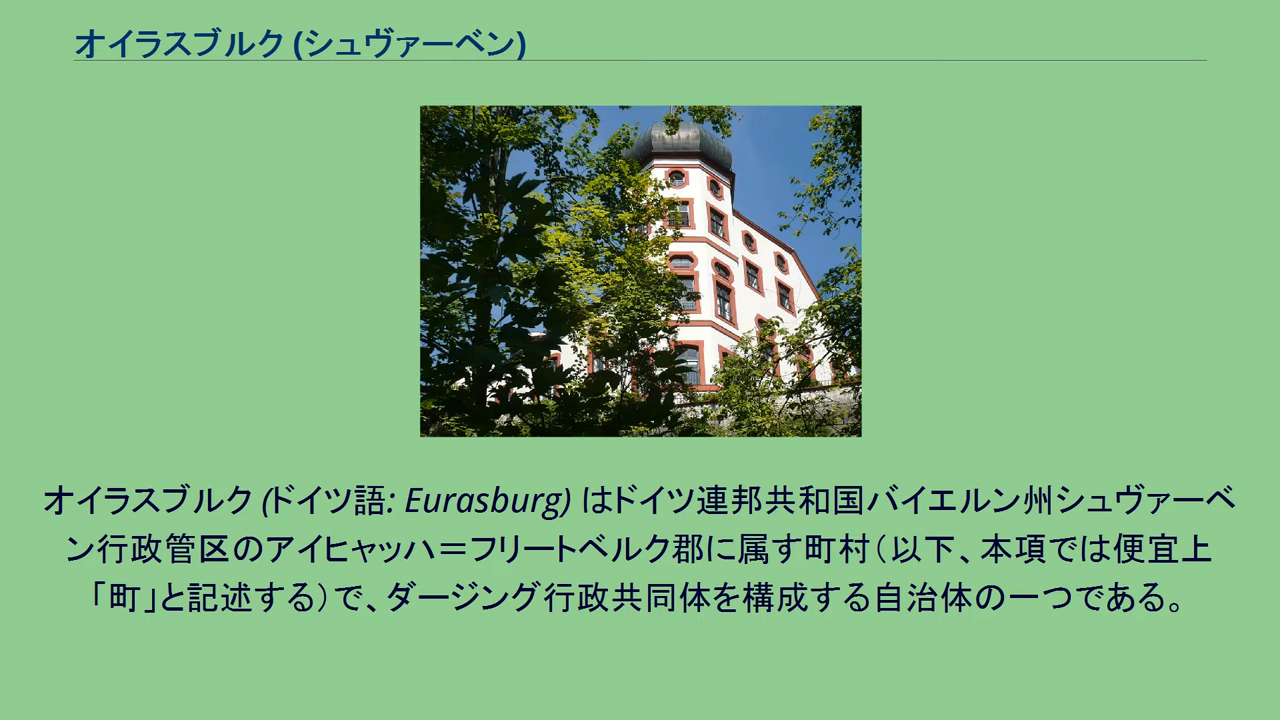 オイラスブルク (シュヴァーベン)
オイラスブルク (ドイツ語: Eurasburg) はドイツ連邦共和国バイエルン州シュヴァーベ
ン行政管区のアイヒャッハ＝フリートベルク郡に属す町村（以下、本項では便宜上
「町」と記述する）で、ダージング行政共同体を構成する自治体の一つである。